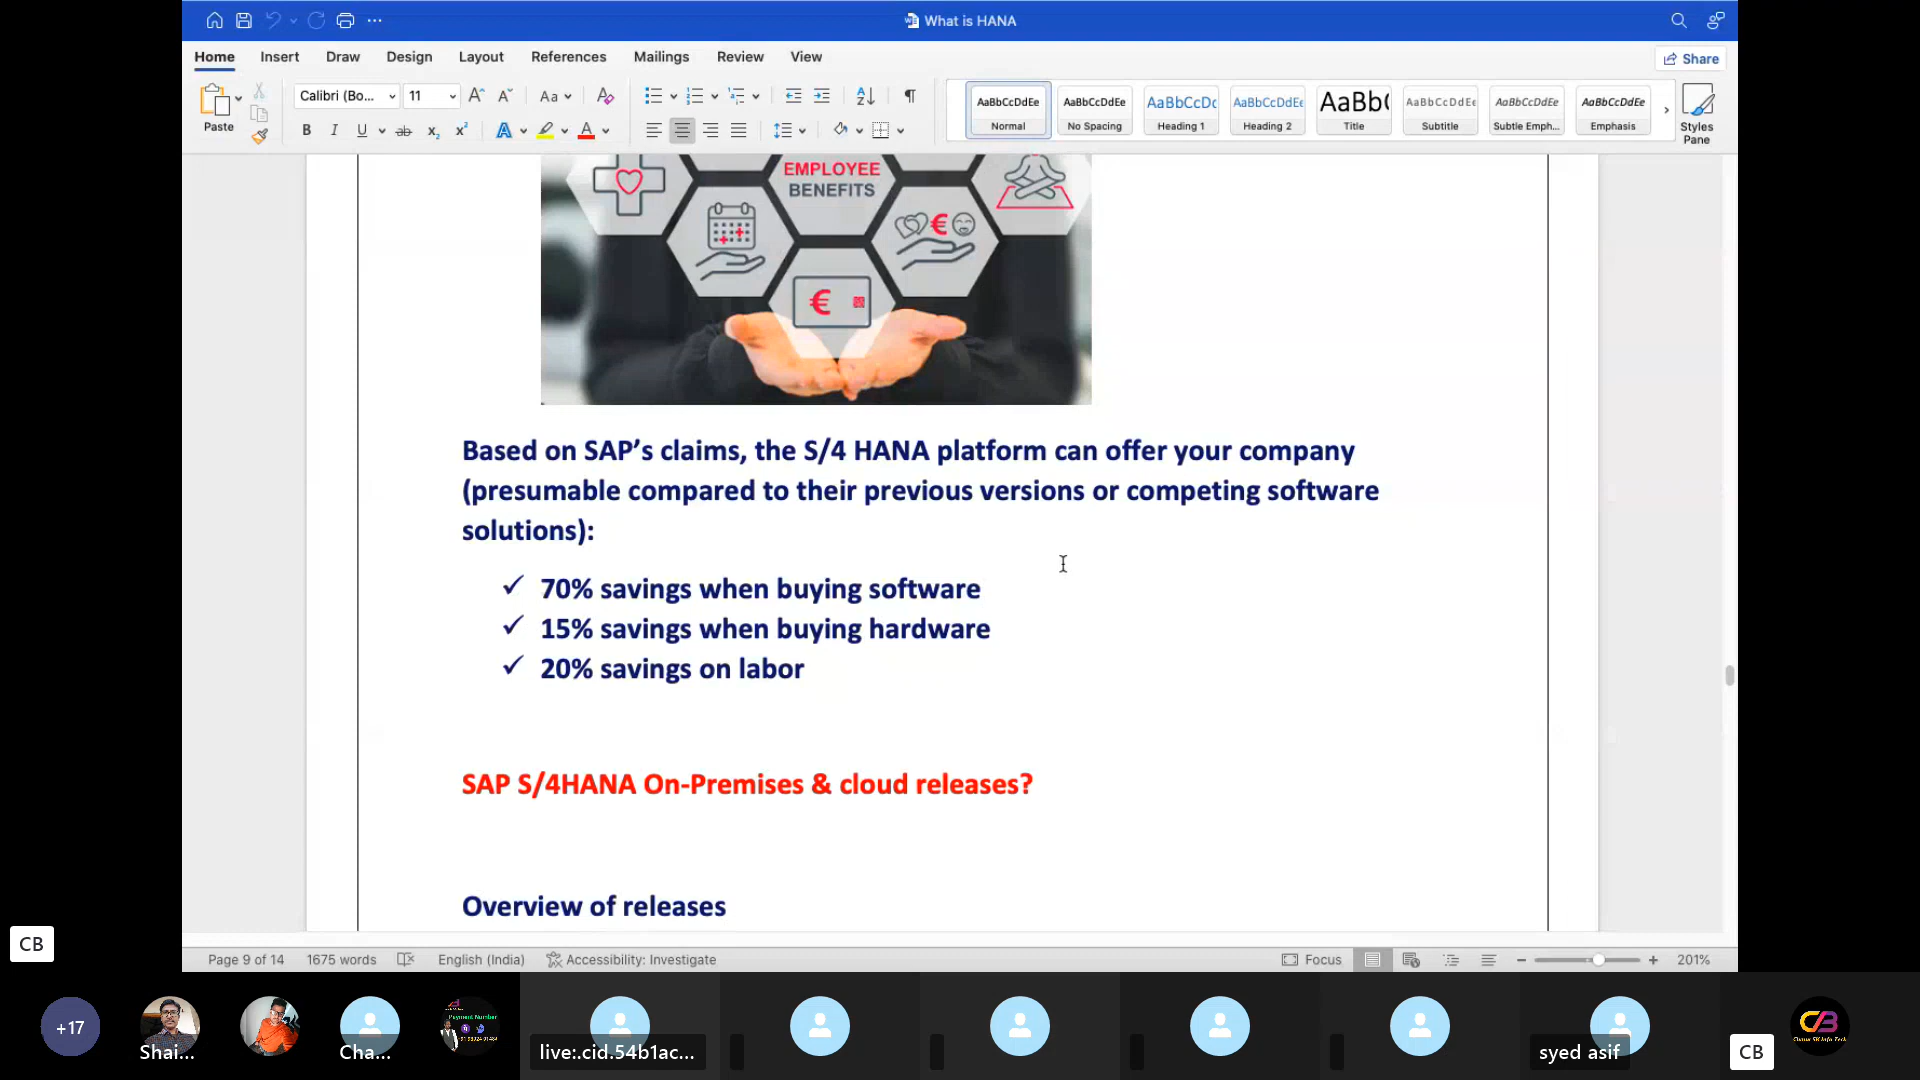 What is HANA
Home Insert Draw Design Layout References Mailings Review View
Share
Paste
Calibri (Bo... 11
AaBbCcDdEe Normal
AaBbCcDdEe No Spacing
AaBbCcDc Heading 1
AaBbCcDdEe Heading 2
AaBb( Title
AaBbCcDdEe Subtitle
AaBbCcDdEe Subtle Emph...
AaBbCcDdEe Emphasis
Styles
Pane
EMPLOYEE
BENEFITS
Based on SAP’s claims, the S/4 HANA platform can offer your company
(presumable compared to their previous versions or competing software
solutions):
✓ 70% savings when buying software
✓ 15% savings when buying hardware
✓ 20% savings on labor
SAP S/4HANA On-Premises & cloud releases?
Overview of releases
Page 9 of 14 1675 words English (India) Accessibility: Investigate Focus 201%
CB
+17
Shai...
Cha...
Payment Number
live:.cid.54b1ac...
syed asif
CB